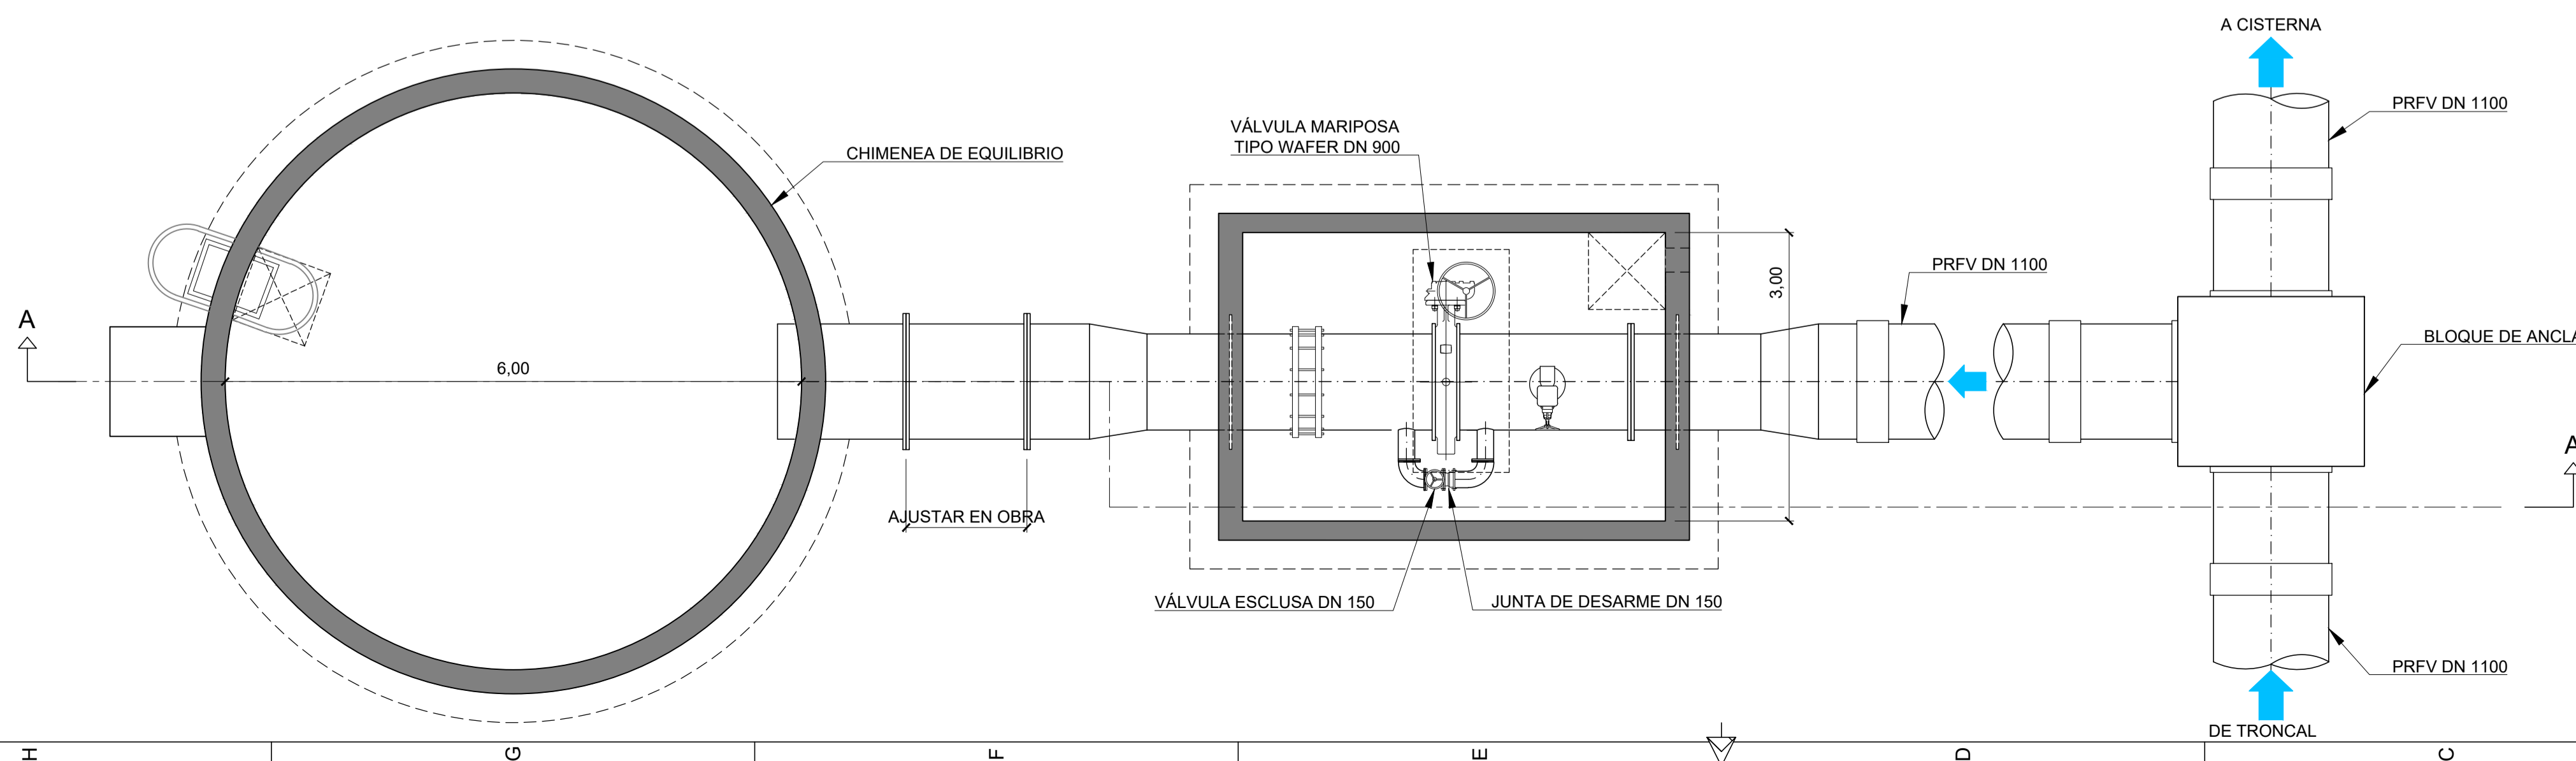 A CISTERNA
PRFV DN 1100
VÁLVULA MARIPOSA
TIPO WAFER DN 900
CHIMENEA DE EQUILIBRIO
PRFV DN 1100
3,00
A
BLOQUE DE ANCLA
6,00
A
AJUSTAR EN OBRA
VÁLVULA ESCLUSA DN 150
JUNTA DE DESARME DN 150
PRFV DN 1100
DE TRONCAL
H
G
F
E
D
C